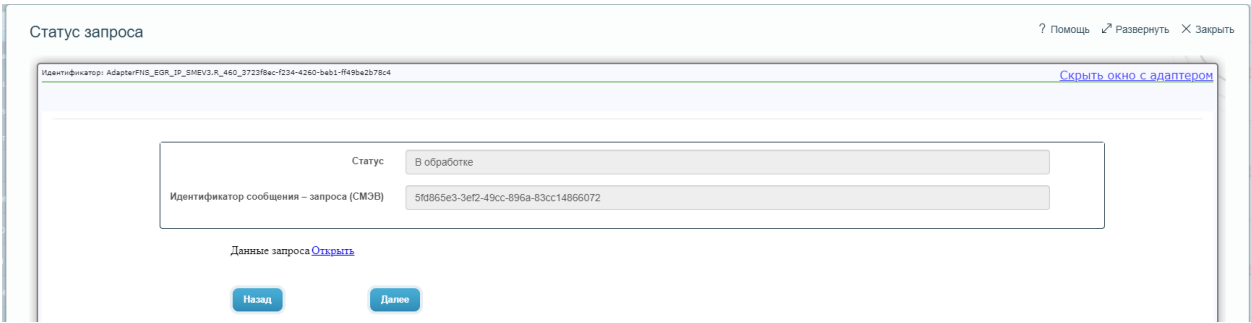 Статус запроса
? Помощь Развернуть Закрыть
Идентификатор: AdapterFNS_EGR_IP_SMEV3.R_460_3723f8ec-f234-4260-beb1-ff49be2b78c4
Скрыть окно с адаптером
Статус В обработке
Идентификатор сообщения – запроса (СМЭВ) 5fd865e3-3ef2-49cc-896a-83cc14866072
Данные запроса Открыть
Назад Далее